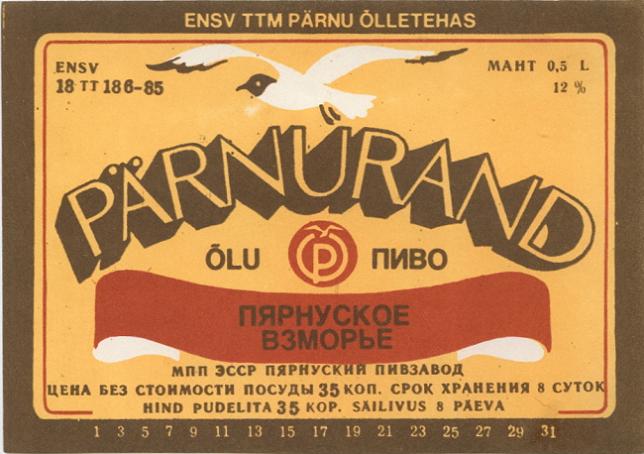 ENSV TTM PÄRNU ÕLLETEHAS
ENSV
18 TT 186-85
MAHT 0,5 L
12 %
PÄRNURAND
ÕLU P ПИВО
ПЯРНУСКОЕ
ВЗМОРЬЕ
МПП ЭССР ПЯРНУСКИЙ ПИВЗАВОД
ЦЕНА БЕЗ СТОИМОСТИ ПОСУДЫ 35 КОП. СРОК ХРАНЕНИЯ 8 СУТОК
HIND PUDELITA 35 KOP. SÄILIVUS 8 PÄEVA
1 3 5 7 9 11 13 15 17 19 21 23 25 27 29 31